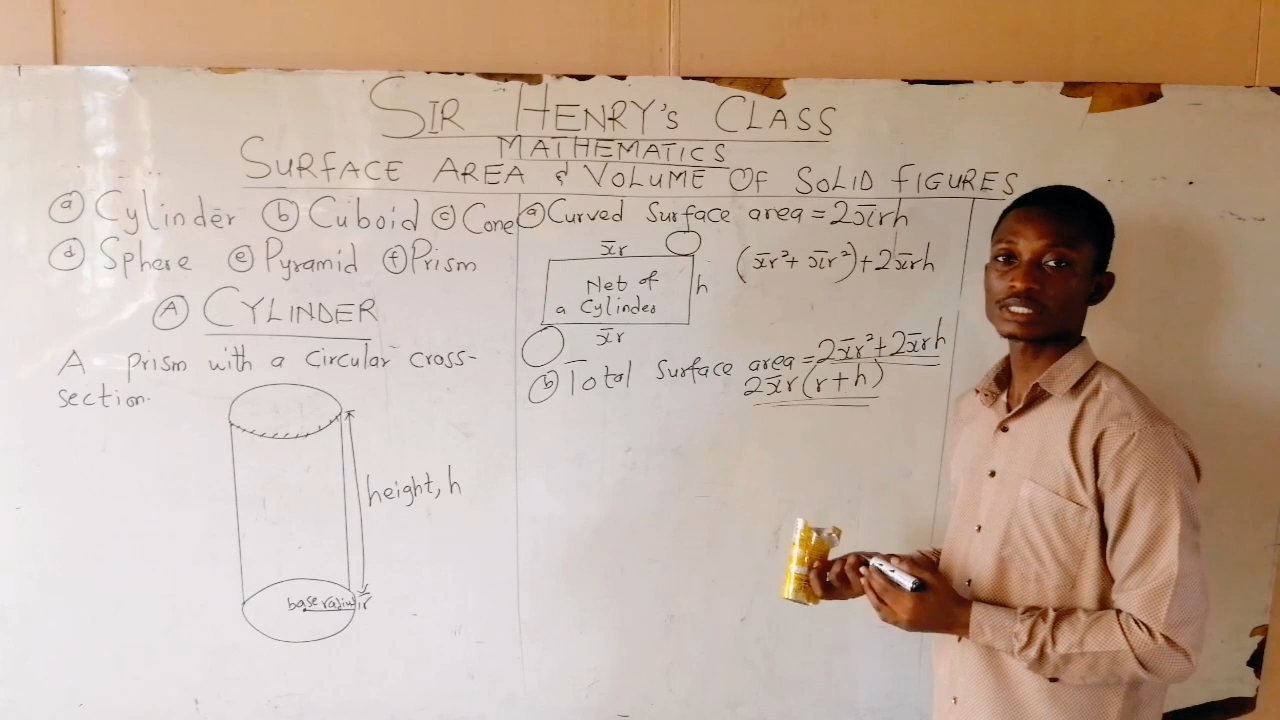 SIR HENRY'S CLASS
MATHEMATICS
SURFACE AREA & VOLUME OF SOLID FIGURES
(a) Cylinder (b) Cuboid (c) Cone
(d) Sphere (e) Pyramid (f) Prism
(A) CYLINDER
A prism with a circular cross-
section.
height, h
base radius r
(a) Curved Surface area = 2πrh
πr
Net of
a Cylinder
h
πr
(πr² + πr²) + 2πrh
(b) Total Surface area = 2πr² + 2πrh
2πr(r + h)